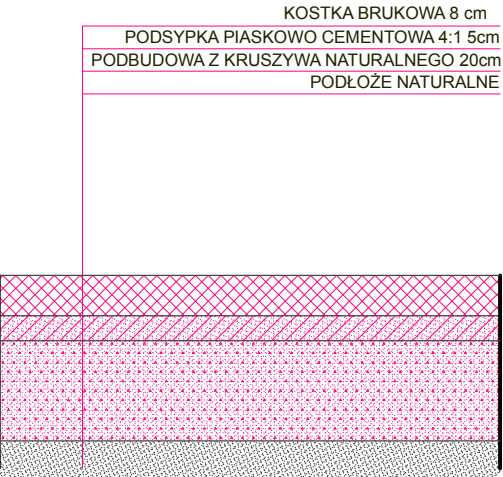 KOSTKA BRUKOWA 8 cm
PODSYPKA PIASKOWO CEMENTOWA 4:1 5cm
PODBUDOWA Z KRUSZYWA NATURALNEGO 20cm
PODŁOŻE NATURALNE